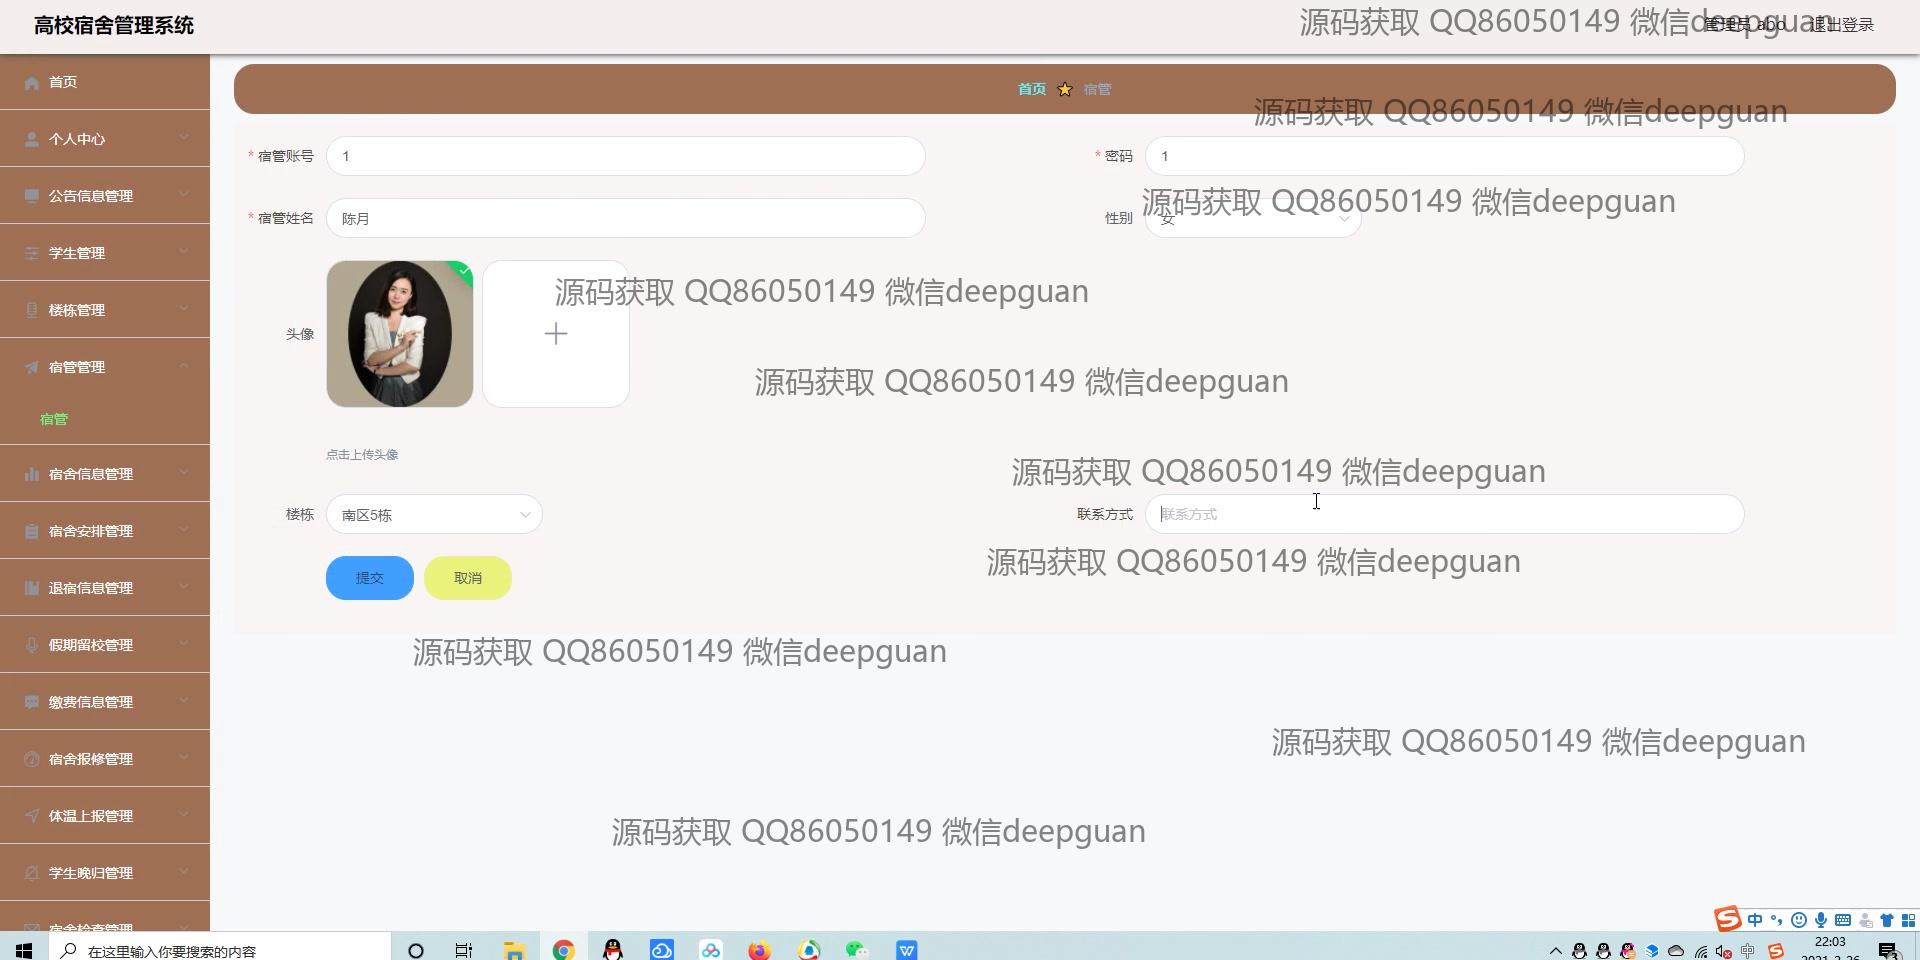 高校宿舍管理系统
源码获取 QQ86050149 微信deepguan
管理员 abo
退出登录
首页
个人中心
公告信息管理
学生管理
楼栋管理
宿管管理
宿管
宿舍信息管理
宿舍安排管理
退宿信息管理
假期留校管理
缴费信息管理
宿舍报修管理
体温上报管理
学生晚归管理
宿舍检查管理
首页 宿管
源码获取 QQ86050149 微信deepguan
* 宿管账号 1
* 密码 1
源码获取 QQ86050149 微信deepguan
* 宿管姓名 陈月
性别 女
源码获取 QQ86050149 微信deepguan
头像
源码获取 QQ86050149 微信deepguan
点击上传头像
源码获取 QQ86050149 微信deepguan
楼栋 南区5栋
联系方式 联系方式
源码获取 QQ86050149 微信deepguan
提交 取消
源码获取 QQ86050149 微信deepguan
源码获取 QQ86050149 微信deepguan
源码获取 QQ86050149 微信deepguan
中
在这里输入你要搜索的内容
中
22:03